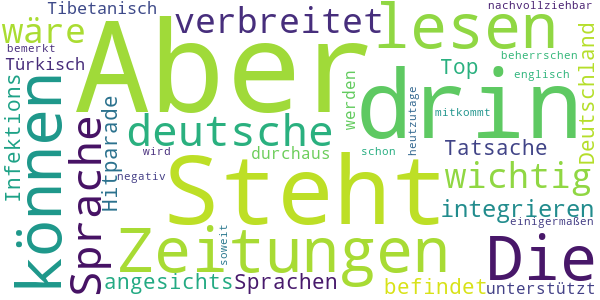 Tibetanisch
nachvollziehbar
wäre
verbreitet
lesen
bemerkt
Türkisch
Aber
Top
beherrschen
englisch
Deutschland
Infektions
können
Sprache
Hitparade
deutsche
werden
drin
heutzutage
mitkommt
wird
durchaus
schon
Tatsache
negativ
Steht
wichtig
integrieren
einigermaßen
Zeitungen
soweit
Die
angesichts
Sprachen
befindet
unterstützt